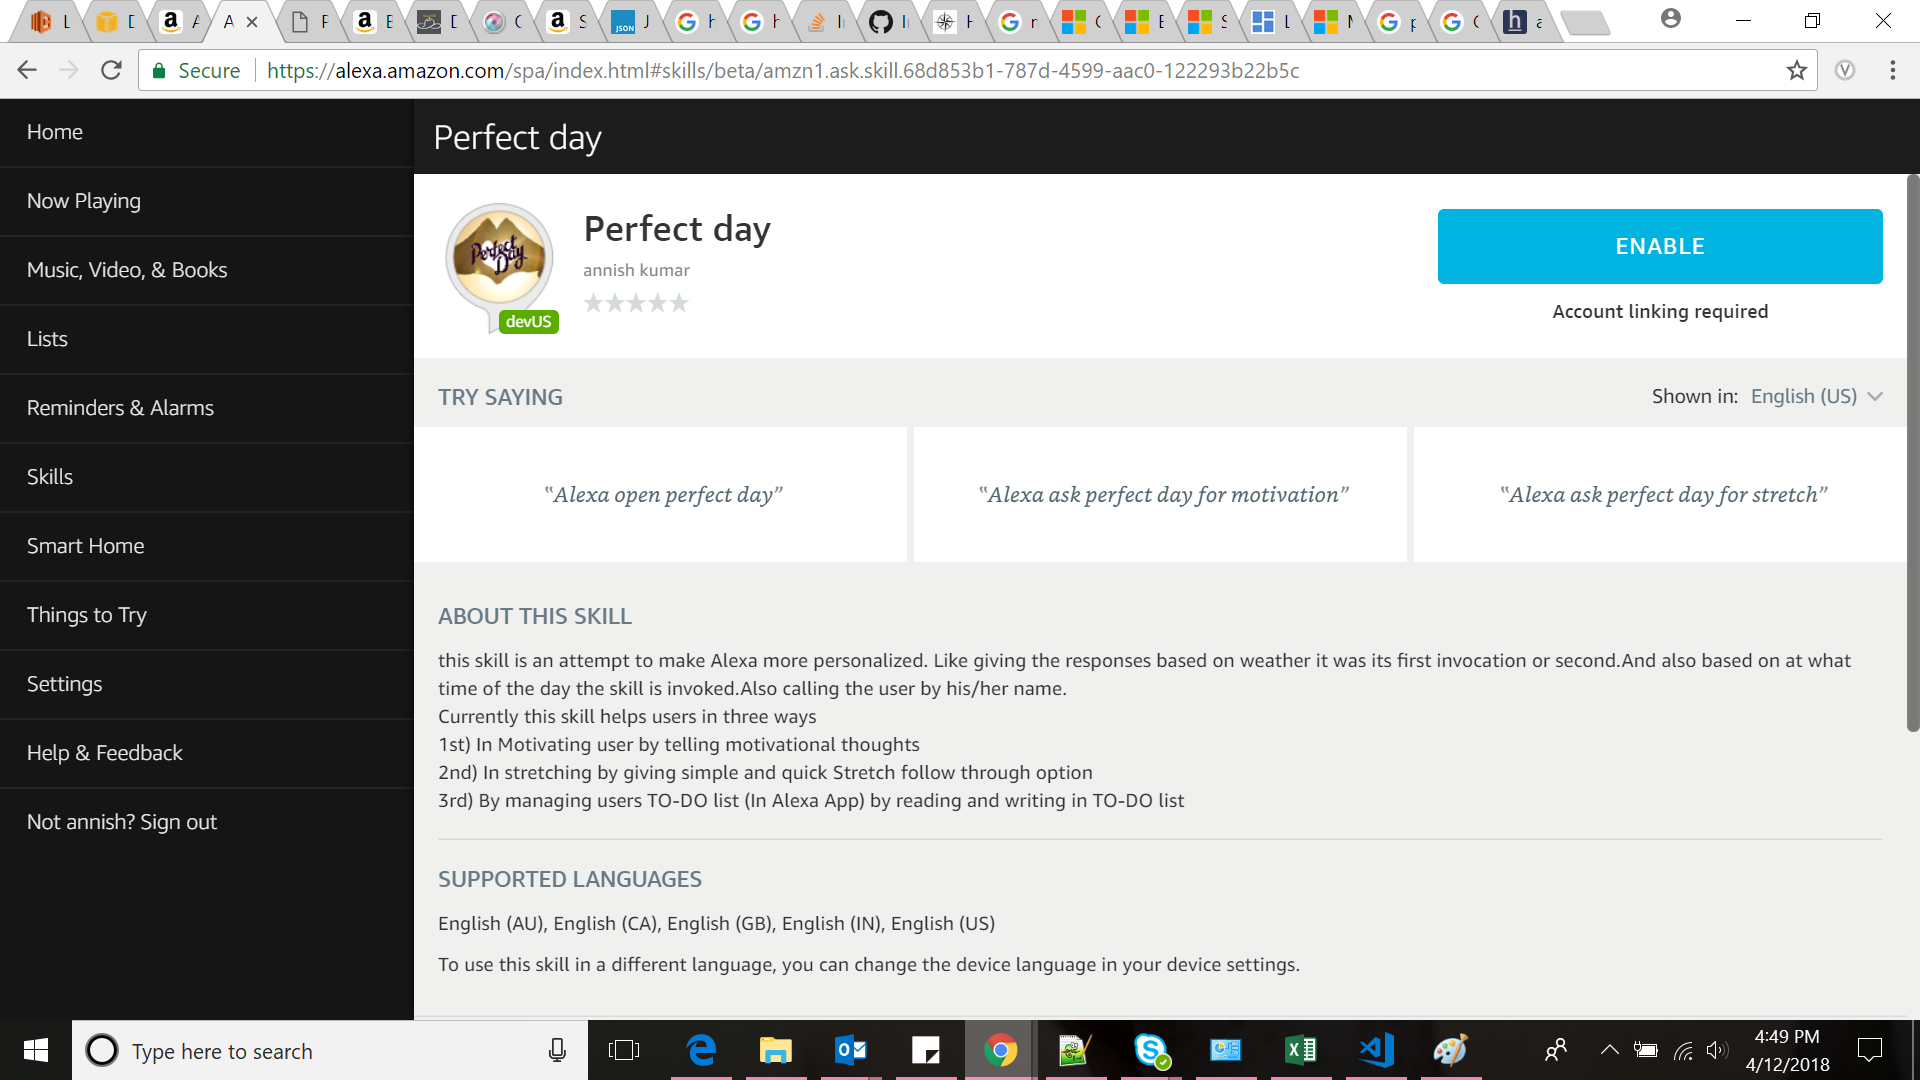 L D A A P A E D C A S J h h In In H n C E S L M p C a
Secure https://alexa.amazon.com/spa/index.html#skills/beta/amzn1.ask.skill.68d853b1-787d-4599-aac0-122293b22b5c
Home
Now Playing
Music, Video, & Books
Lists
Reminders & Alarms
Skills
Smart Home
Things to Try
Settings
Help & Feedback
Not annish? Sign out
Perfect day
Perfect Day
devUS
Perfect day
annish kumar
ENABLE
Account linking required
TRY SAYING
Shown in: English (US)
"Alexa open perfect day"
"Alexa ask perfect day for motivation"
"Alexa ask perfect day for stretch"
ABOUT THIS SKILL
this skill is an attempt to make Alexa more personalized. Like giving the responses based on weather it was its first invocation or second.And also based on at what
time of the day the skill is invoked.Also calling the user by his/her name.
Currently this skill helps users in three ways
1st) In Motivating user by telling motivational thoughts
2nd) In stretching by giving simple and quick Stretch follow through option
3rd) By managing users TO-DO list (In Alexa App) by reading and writing in TO-DO list
SUPPORTED LANGUAGES
English (AU), English (CA), English (GB), English (IN), English (US)
To use this skill in a different language, you can change the device language in your device settings.
Type here to search
4:49 PM
4/12/2018